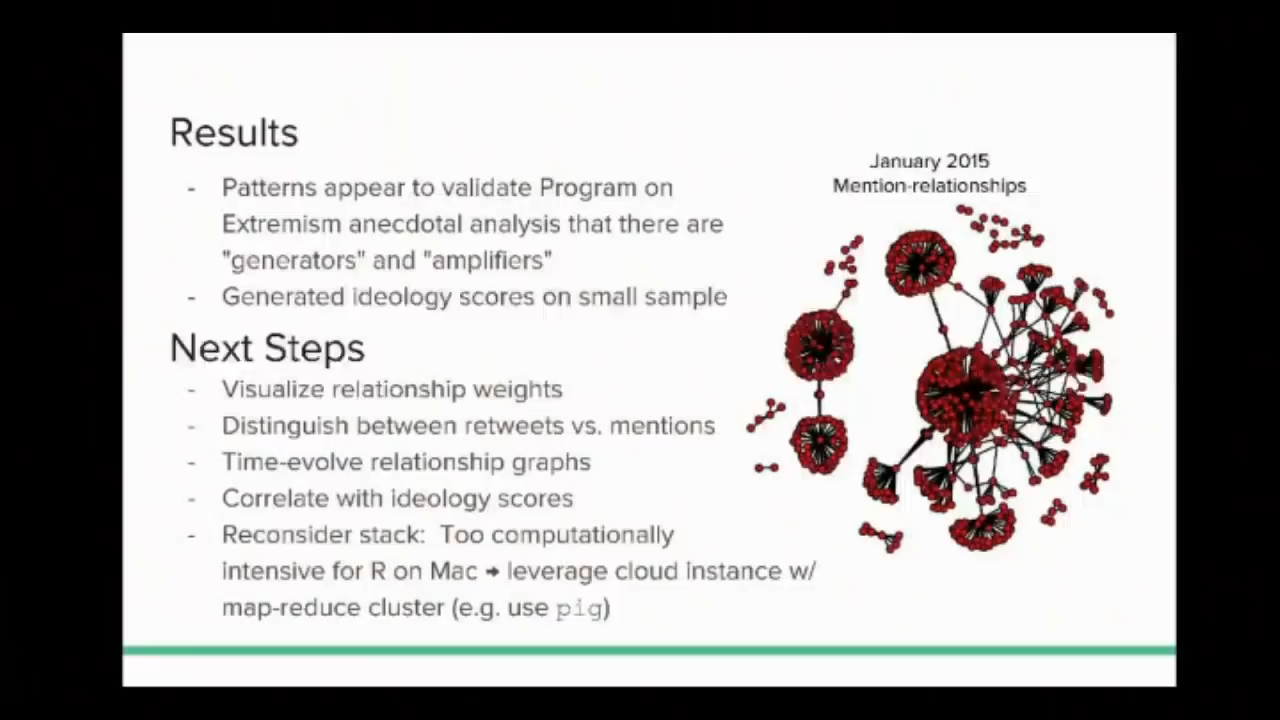 Results
- Patterns appear to validate Program on
Extremism anecdotal analysis that there are
"generators" and "amplifiers"
- Generated ideology scores on small sample
Next Steps
- Visualize relationship weights
- Distinguish between retweets vs. mentions
- Time-evolve relationship graphs
- Correlate with ideology scores
- Reconsider stack: Too computationally
intensive for R on Mac → leverage cloud instance w/
map-reduce cluster (e.g. use pig)
January 2015
Mention-relationships